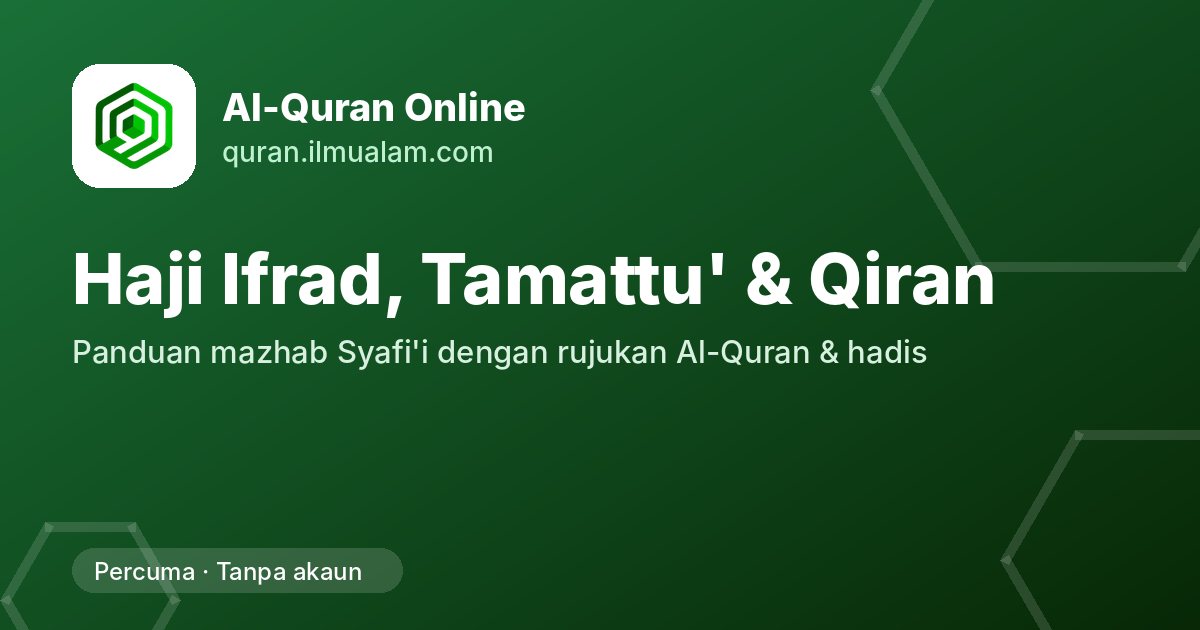 Al-Quran Online
quran.ilmualam.com
Haji Ifrad, Tamattu' & Qiran
Panduan mazhab Syafi'i dengan rujukan Al-Quran & hadis
Percuma · Tanpa akaun